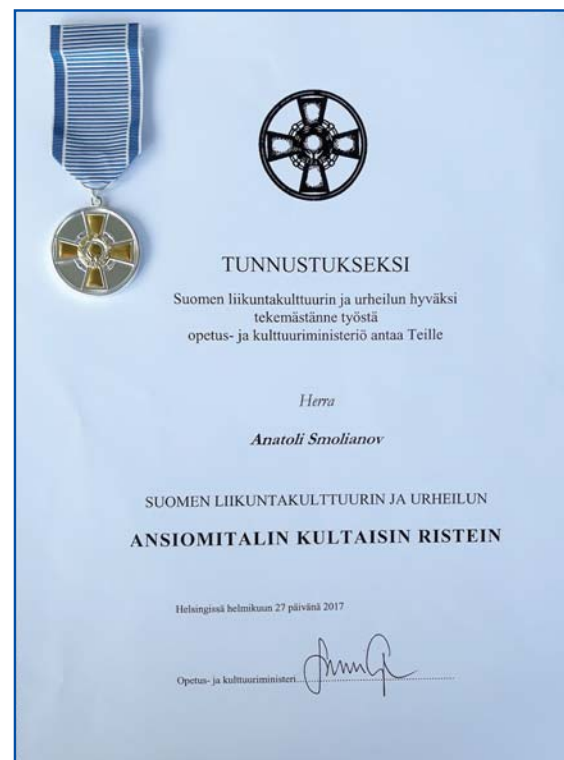 TUNNUSTUKSEKSI
Suomen liikuntakulttuurin ja urheilun hyväksi
tekemästänne työstä
opetus- ja kulttuuriministeriö antaa Teille
Herra
Anatoli Smolianov
SUOMEN LIIKUNTAKULTTUURIN JA URHEILUN
ANSIOMITALIN KULTAISIN RISTEIN
Helsingissä helmikuun 27 päivänä 2017
Opetus- ja kulttuuriministeri